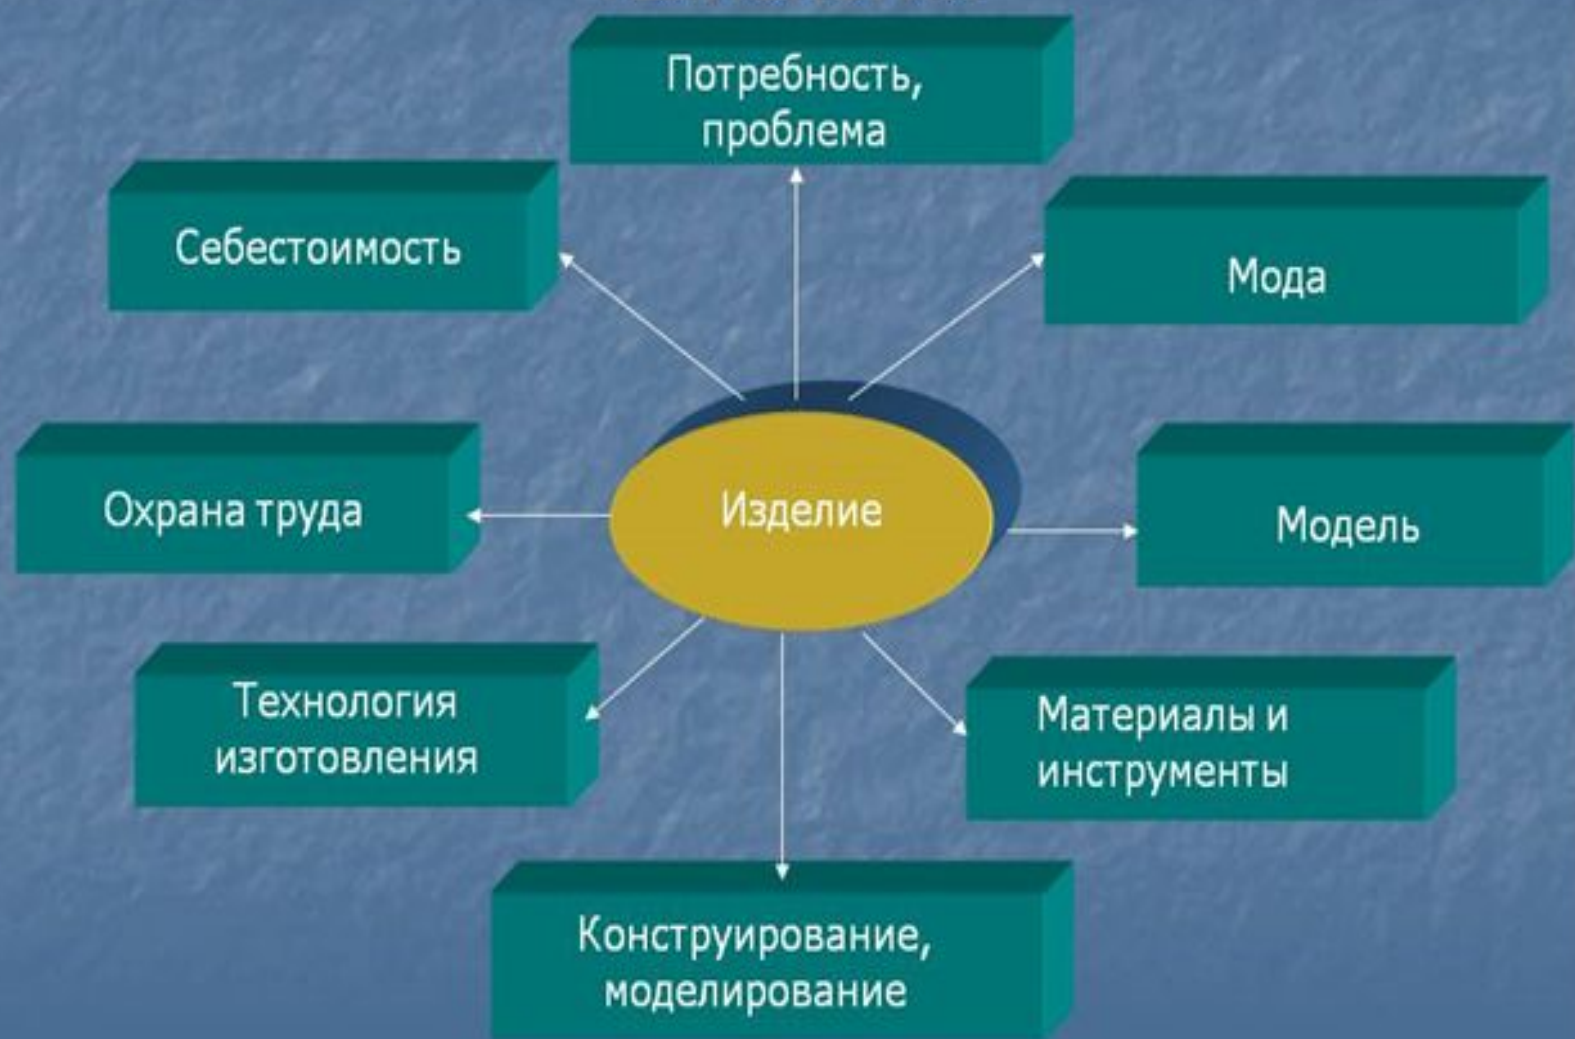 Потребность,
проблема
Себестоимость
Мода
Охрана труда
Изделие
Модель
Технология
изготовления
Материалы и
инструменты
Конструирование,
моделирование